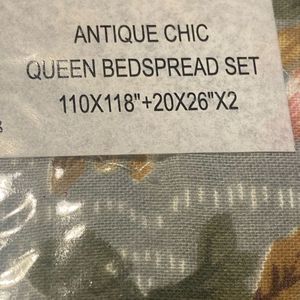 ANTIQUE CHIC
QUEEN BEDSPREAD SET
110X118"+20X26"X2